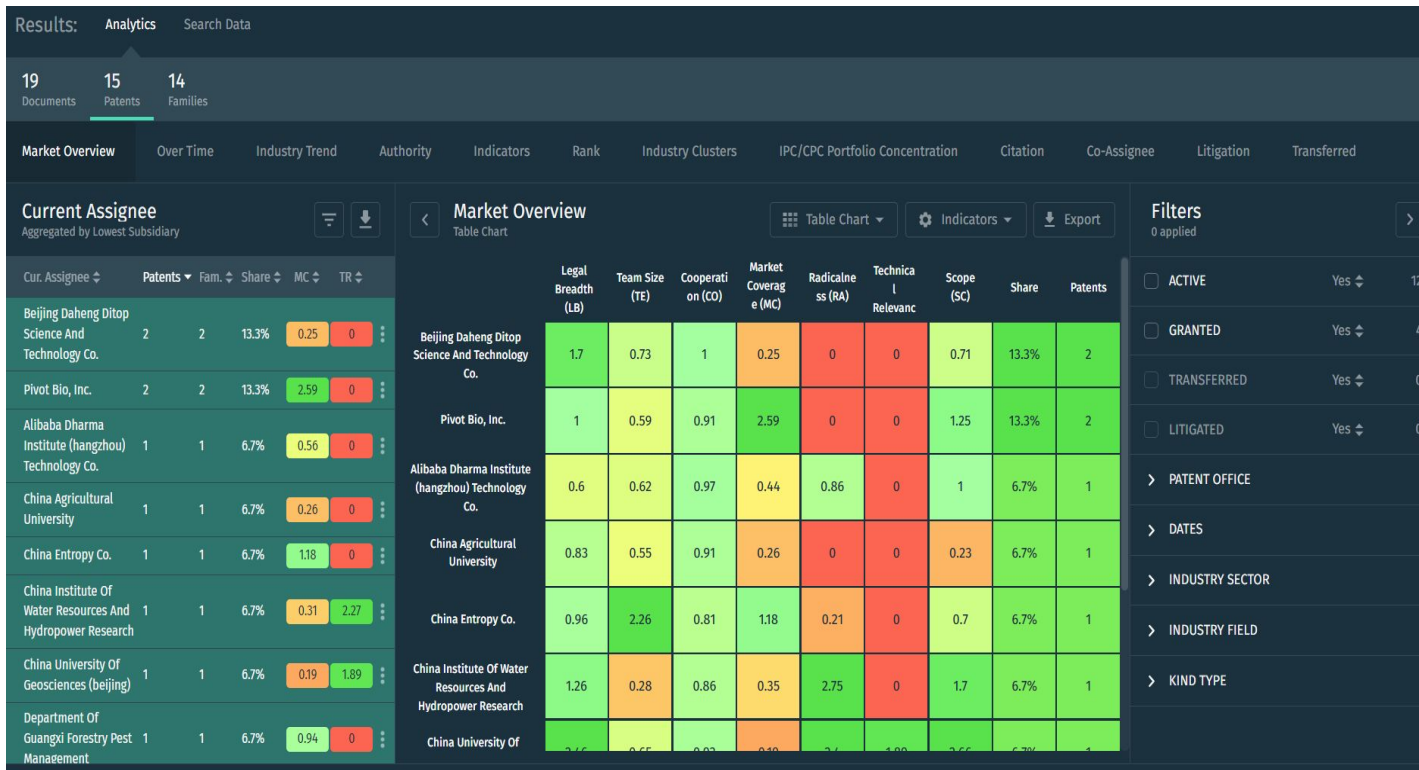 Results: Analytics Search Data
19 15 14
Documents Patents Families
Market Overview Over Time Industry Trend Authority Indicators Rank Industry Clusters IPC/CPC Portfolio Concentration Citation Co-Assignee Litigation Transferred
Current Assignee
Aggregated by Lowest Subsidiary
Cur. Assignee Patents Fam. Share MC TR
Beijing Daheng Ditop
Science And 2 2 13.3% 0.25 0
Technology Co.
Pivot Bio, Inc. 2 2 13.3% 2.59 0
Alibaba Dharma
Institute (hangzhou) 1 1 6.7% 0.56 0
Technology Co.
China Agricultural
University 1 1 6.7% 0.26 0
China Entropy Co. 1 1 6.7% 1.18 0
China Institute Of
Water Resources And 1 1 6.7% 0.31 2.27
Hydropower Research
China University Of
Geosciences (beijing) 1 1 6.7% 0.19 1.89
Department Of
Guangxi Forestry Pest 1 1 6.7% 0.94 0
Management
Market Overview
Table Chart
Table Chart Indicators Export
Legal
Breadth
(LB)
Team Size
(TE)
Cooperati
on (CO)
Market
Coverag
e (MC)
Radicalne
ss (RA)
Technica
l
Relevanc
Scope
(SC)
Share
Patents
Beijing Daheng Ditop
Science And Technology 1.7 0.73 1 0.25 0 0 0.71 13.3% 2
Co.
Pivot Bio, Inc. 1 0.59 0.91 2.59 0 0 1.25 13.3% 2
Alibaba Dharma Institute
(hangzhou) Technology 0.6 0.62 0.97 0.44 0.86 0 1 6.7% 1
Co.
China Agricultural
University 0.83 0.55 0.91 0.26 0 0 0.23 6.7% 1
China Entropy Co. 0.96 2.26 0.81 1.18 0.21 0 0.7 6.7% 1
China Institute Of Water
Resources And 1.26 0.28 0.86 0.35 2.75 0 1.7 6.7% 1
Hydropower Research
China University Of
Filters
0 applied
ACTIVE Yes
GRANTED Yes
TRANSFERRED Yes
LITIGATED Yes
PATENT OFFICE
DATES
INDUSTRY SECTOR
INDUSTRY FIELD
KIND TYPE